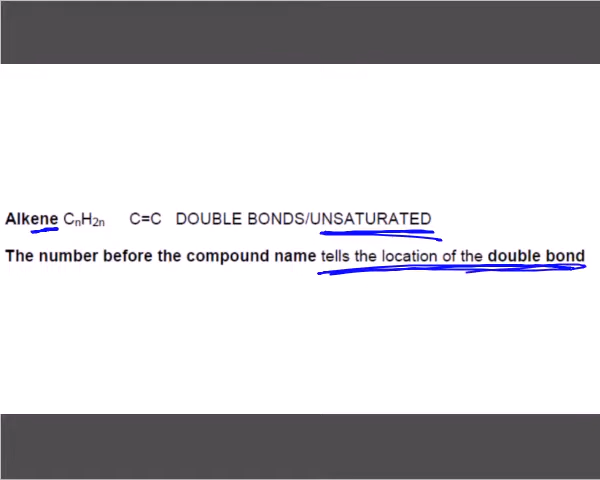 Alkene CnH2n C=C DOUBLE BONDS/UNSATURATED
The number before the compound name tells the location of the double bond